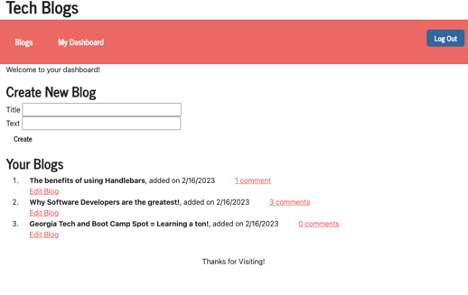 Tech Blogs
Blogs My Dashboard Log Out
Welcome to your dashboard!
Create New Blog
Title
Text
Create
Your Blogs
1. The benefits of using Handlebars, added on 2/16/2023 1 comment
Edit Blog
2. Why Software Developers are the greatest!, added on 2/16/2023 3 comments
Edit Blog
3. Georgia Tech and Boot Camp Spot = Learning a ton!, added on 2/16/2023 0 comments
Edit Blog
Thanks for Visiting!